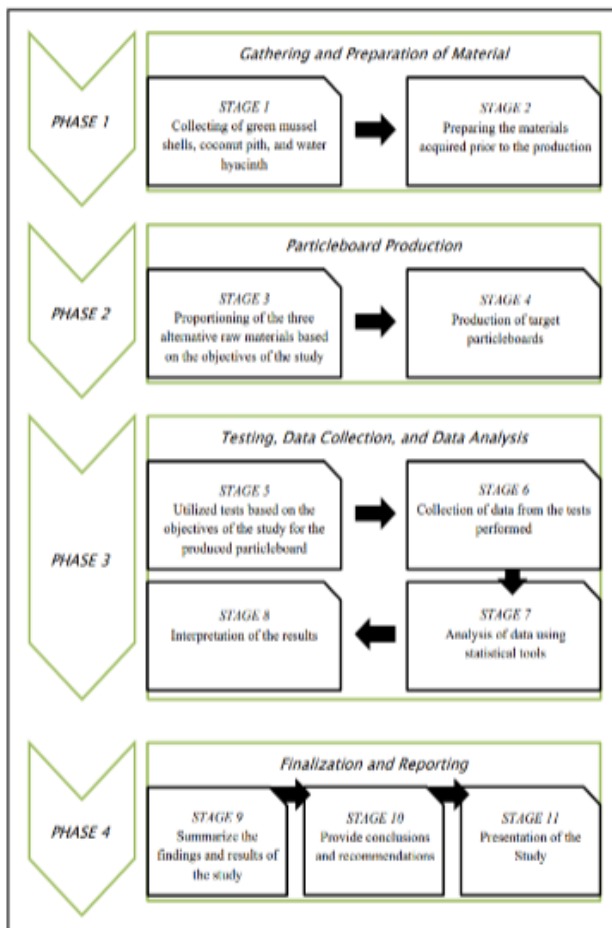 Gathering and Preparation of Material
PHASE 1
STAGE 1
Collecting of green mussel
shells, coconut pith, and water
hyacinth
STAGE 2
Preparing the materials
acquired prior to the production
Particleboard Production
PHASE 2
STAGE 3
Proportioning of the three
alternative raw materials based
on the objectives of the study
STAGE 4
Production of target
particleboards
Testing, Data Collection, and Data Analysis
PHASE 3
STAGE 5
Utilized tests based on the
objectives of the study for the
produced particleboard
STAGE 6
Collection of data from the tests
performed
STAGE 7
Analysis of data using
statistical tools
STAGE 8
Interpretation of the results
Finalization and Reporting
PHASE 4
STAGE 9
Summarize the
findings and results of
the study
STAGE 10
Provide conclusions
and recommendations
STAGE 11
Presentation of the
Study